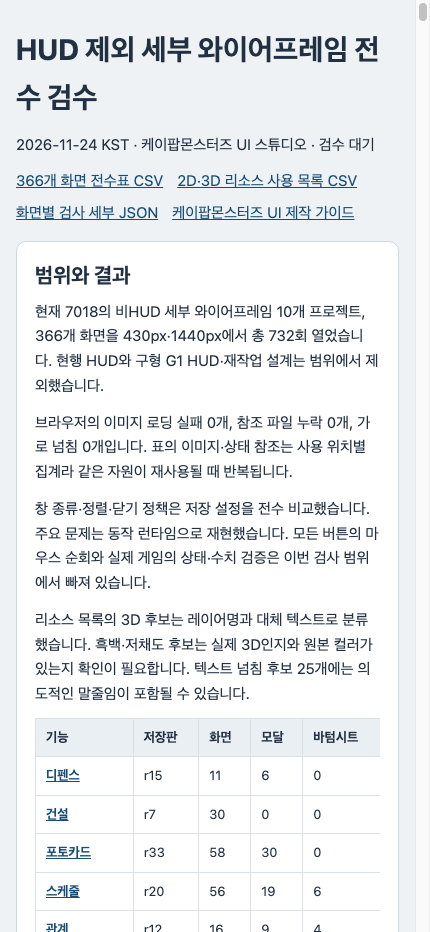 HUD 제외 세부 와이어프레임 전
수 검수
2026-11-24 KST · 케이팝몬스터즈 UI 스튜디오 · 검수 대기
366개 화면 전수표 CSV 2D·3D 리소스 사용 목록 CSV
화면별 검사 세부 JSON 케이팝몬스터즈 UI 제작 가이드
범위와 결과
현재 7018의 비HUD 세부 와이어프레임 10개 프로젝트,
366개 화면을 430px·1440px에서 총 732회 열었습니
다. 현행 HUD와 구형 G1 HUD·재작업 설계는 범위에서 제
외했습니다.
브라우저의 이미지 로딩 실패 0개, 참조 파일 누락 0개, 가
로 넘침 0개입니다. 표의 이미지·상태 참조는 사용 위치별
집계라 같은 자원이 재사용될 때 반복됩니다.
창 종류·정렬·닫기 정책은 저장 설정을 전수 비교했습니다.
주요 문제는 동작 런타임으로 재현했습니다. 모든 버튼의 마
우스 순회와 실제 게임의 상태·수치 검증은 이번 검사 범위
에서 빠져 있습니다.
리소스 목록의 3D 후보는 레이어명과 대체 텍스트로 분류
했습니다. 흑백·저채도 후보는 실제 3D인지와 원본 컬러가
있는지 확인이 필요합니다. 텍스트 넘침 후보 25개에는 의
도적인 말줄임이 포함될 수 있습니다.
기능 저장판 화면 모달 바텀시트
디펜스 r15 11 6 0
건설 r7 30 0 0
포토카드 r33 58 30 0
스케줄 r20 56 19 6
관계 r12 16 9 4